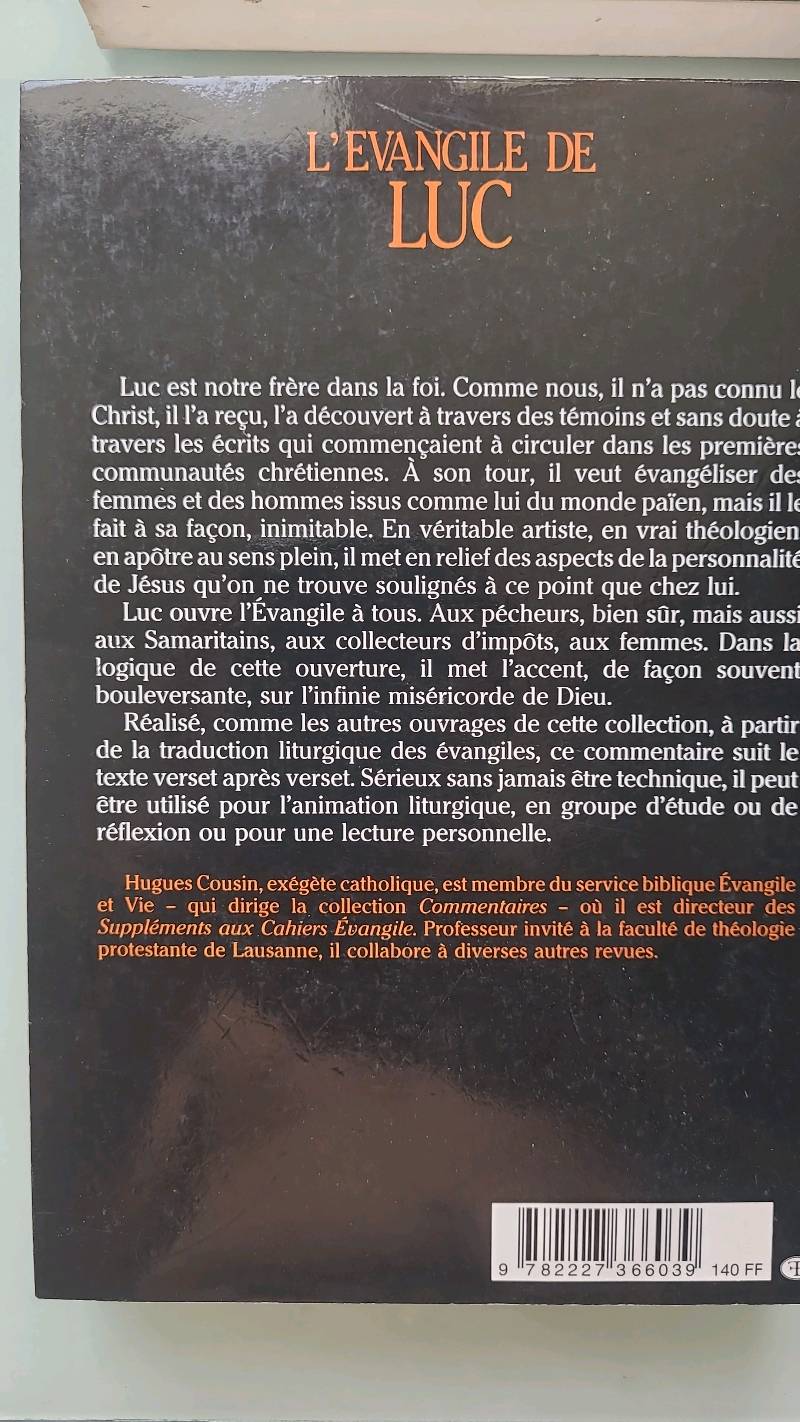 L'EVANGILE DE
LUC
Luc est notre frère dans la foi. Comme nous, il n'a pas connu le
Christ, il l'a reçu, l'a découvert à travers des témoins et sans doute à
travers les écrits qui commençaient à circuler dans les premières
communautés chrétiennes. À son tour, il veut évangéliser des
femmes et des hommes issus comme lui du monde païen, mais il le
fait à sa façon, inimitable. En véritable artiste, en vrai théologien,
en apôtre au sens plein, il met en relief des aspects de la personnalité
de Jésus qu'on ne trouve soulignés à ce point que chez lui.
Luc ouvre l'Évangile à tous. Aux pécheurs, bien sûr, mais aussi
aux Samaritains, aux collecteurs d'impôts, aux femmes. Dans la
logique de cette ouverture, il met l'accent, de façon souvent
bouleversante, sur l'infinie miséricorde de Dieu.
Réalisé, comme les autres ouvrages de cette collection, à partir
de la traduction liturgique des évangiles, ce commentaire suit le
texte verset après verset. Sérieux sans jamais être technique, il peut
être utilisé pour l'animation liturgique, en groupe d'étude ou de
réflexion ou pour une lecture personnelle.
Hugues Cousin, exégète catholique, est membre du service biblique Évangile
et Vie – qui dirige la collection Commentaires – où il est directeur des
Suppléments aux Cahiers Évangile. Professeur invité à la faculté de théologie
protestante de Lausanne, il collabore à diverses autres revues.
9 782227 366039 140 FF